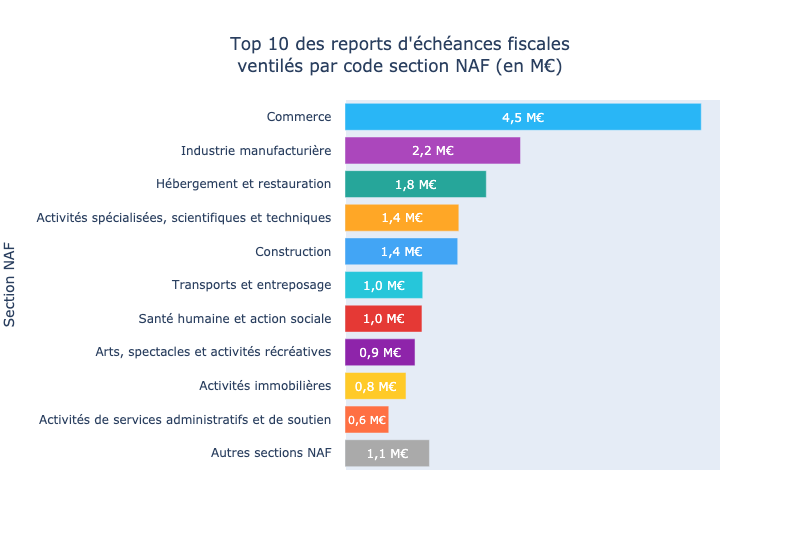 Top 10 des reports d'échéances fiscales
ventilés par code section NAF (en M€)
Section NAF
Commerce 4,5 M€
Industrie manufacturière 2,2 M€
Hébergement et restauration 1,8 M€
Activités spécialisées, scientifiques et techniques 1,4 M€
Construction 1,4 M€
Transports et entreposage 1,0 M€
Santé humaine et action sociale 1,0 M€
Arts, spectacles et activités récréatives 0,9 M€
Activités immobilières 0,8 M€
Activités de services administratifs et de soutien 0,6 M€
Autres sections NAF 1,1 M€